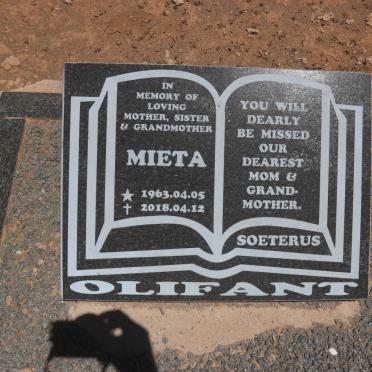 IN
MEMORY OF
LOVING
MOTHER, SISTER
& GRANDMOTHER
MIETA
★ 1963.04.05
✝ 2018.04.12
YOU WILL
DEARLY
BE MISSED
OUR
DEAREST
MOM &
GRAND-
MOTHER.
SOETERUS
OLIFANT